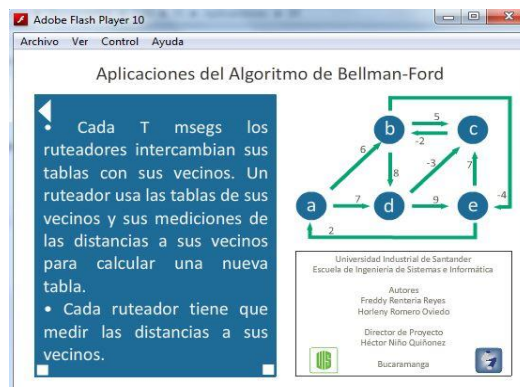 Adobe Flash Player 10
Archivo Ver Control Ayuda
Aplicaciones del Algoritmo de Bellman-Ford
• Cada T msegs los
ruteadores intercambian sus
tablas con sus vecinos. Un
ruteador usa las tablas de sus
vecinos y sus mediciones de
las distancias a sus vecinos
para calcular una nueva
tabla.
• Cada ruteador tiene que
medir las distancias a sus
vecinos.
b
5
c
-2
6
8
-3
7
-4
a
7
d
9
e
2
Universidad Industrial de Santander
Escuela de Ingeniería de Sistemas e Informática
Autores
Freddy Rentería Reyes
Horleny Romero Oviedo
Director de Proyecto
Héctor Niño Quiñonez
Bucaramanga
UIS